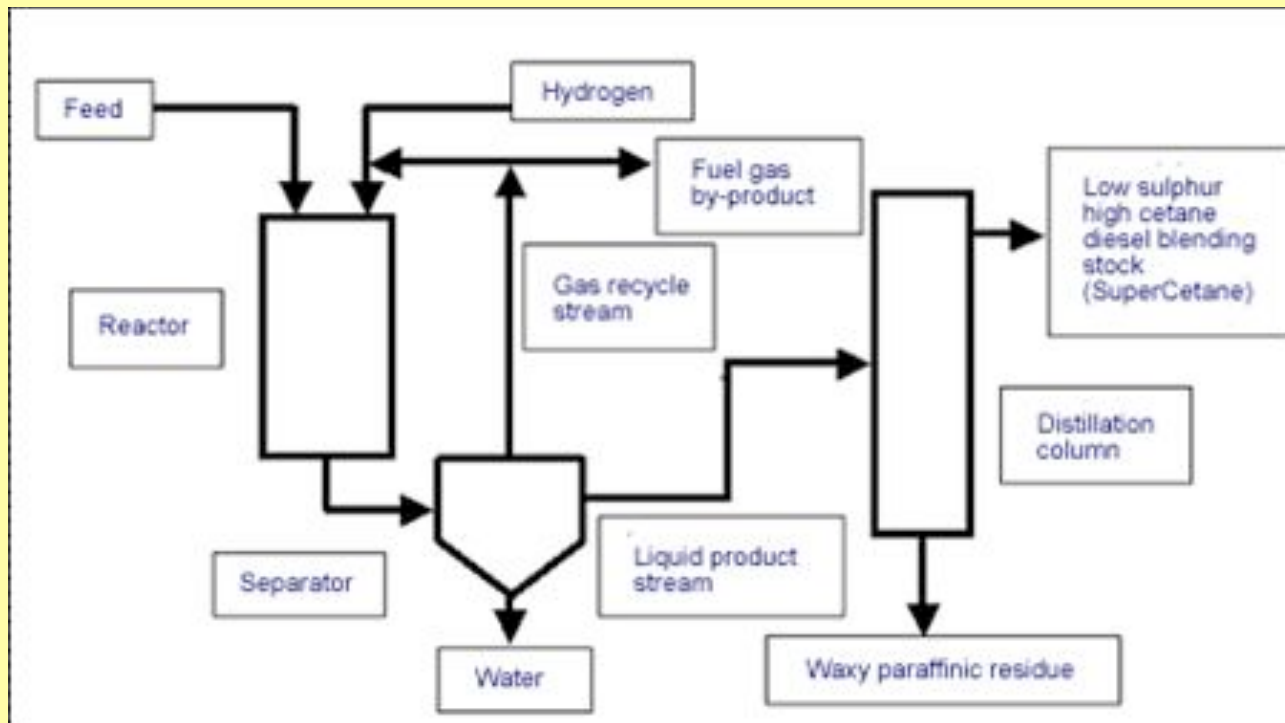 Feed
Hydrogen
Fuel gas
by-product
Low sulphur
high cetane
diesel blending
stock
(SuperCetane)
Gas recycle
stream
Reactor
Distillation
column
Separator
Liquid product
stream
Water
Waxy paraffinic residue